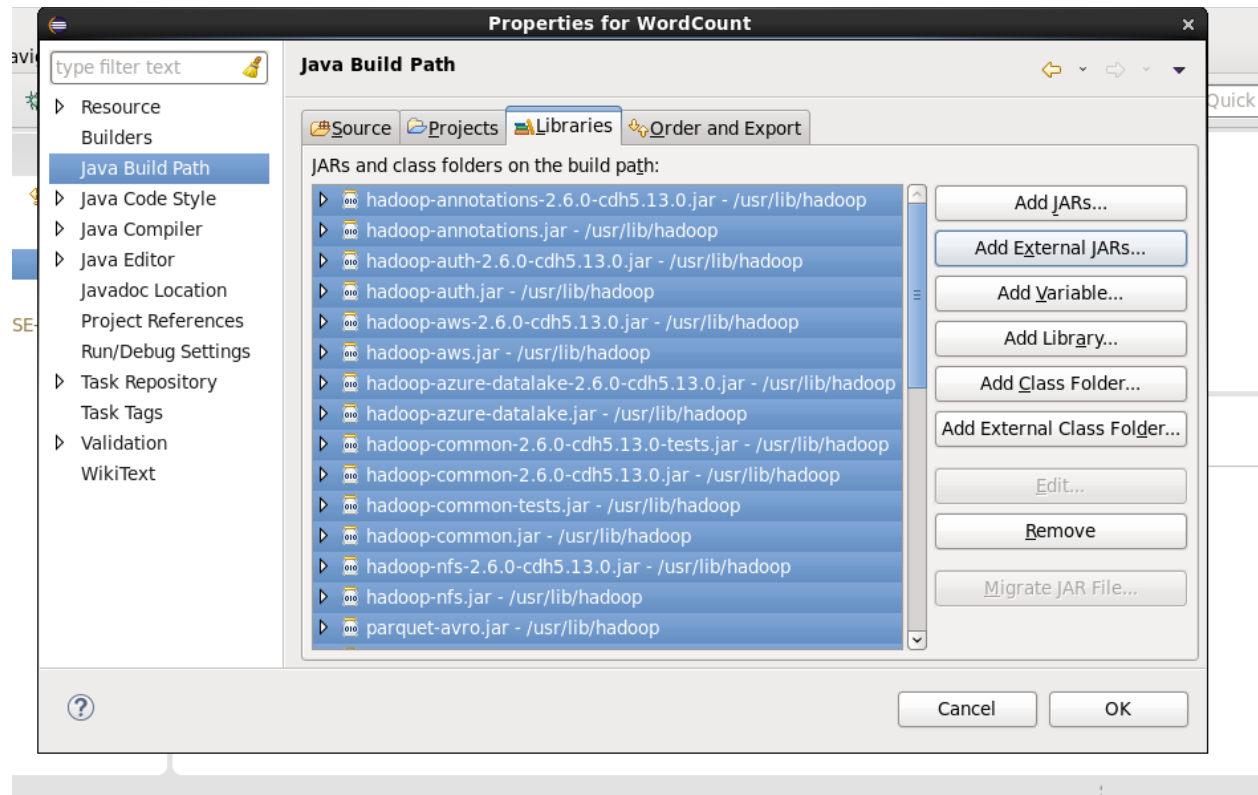 Properties for WordCount
avi
type filter text
Java Build Path
Quick
Resource
Builders
Java Build Path
Java Code Style
Java Compiler
Java Editor
Javadoc Location
Project References
Run/Debug Settings
Task Repository
Task Tags
Validation
WikiText
SE-
Source
Projects
Libraries
Order and Export
JARs and class folders on the build path:
hadoop-annotations-2.6.0-cdh5.13.0.jar - /usr/lib/hadoop
hadoop-annotations.jar - /usr/lib/hadoop
hadoop-auth-2.6.0-cdh5.13.0.jar - /usr/lib/hadoop
hadoop-auth.jar - /usr/lib/hadoop
hadoop-aws-2.6.0-cdh5.13.0.jar - /usr/lib/hadoop
hadoop-aws.jar - /usr/lib/hadoop
hadoop-azure-datalake-2.6.0-cdh5.13.0.jar - /usr/lib/hadoop
hadoop-azure-datalake.jar - /usr/lib/hadoop
hadoop-common-2.6.0-cdh5.13.0-tests.jar - /usr/lib/hadoop
hadoop-common-2.6.0-cdh5.13.0.jar - /usr/lib/hadoop
hadoop-common-tests.jar - /usr/lib/hadoop
hadoop-common.jar - /usr/lib/hadoop
hadoop-nfs-2.6.0-cdh5.13.0.jar - /usr/lib/hadoop
hadoop-nfs.jar - /usr/lib/hadoop
parquet-avro.jar - /usr/lib/hadoop
Add JARs...
Add External JARs...
Add Variable...
Add Library...
Add Class Folder...
Add External Class Folder...
Edit...
Remove
Migrate JAR File...
Cancel
OK